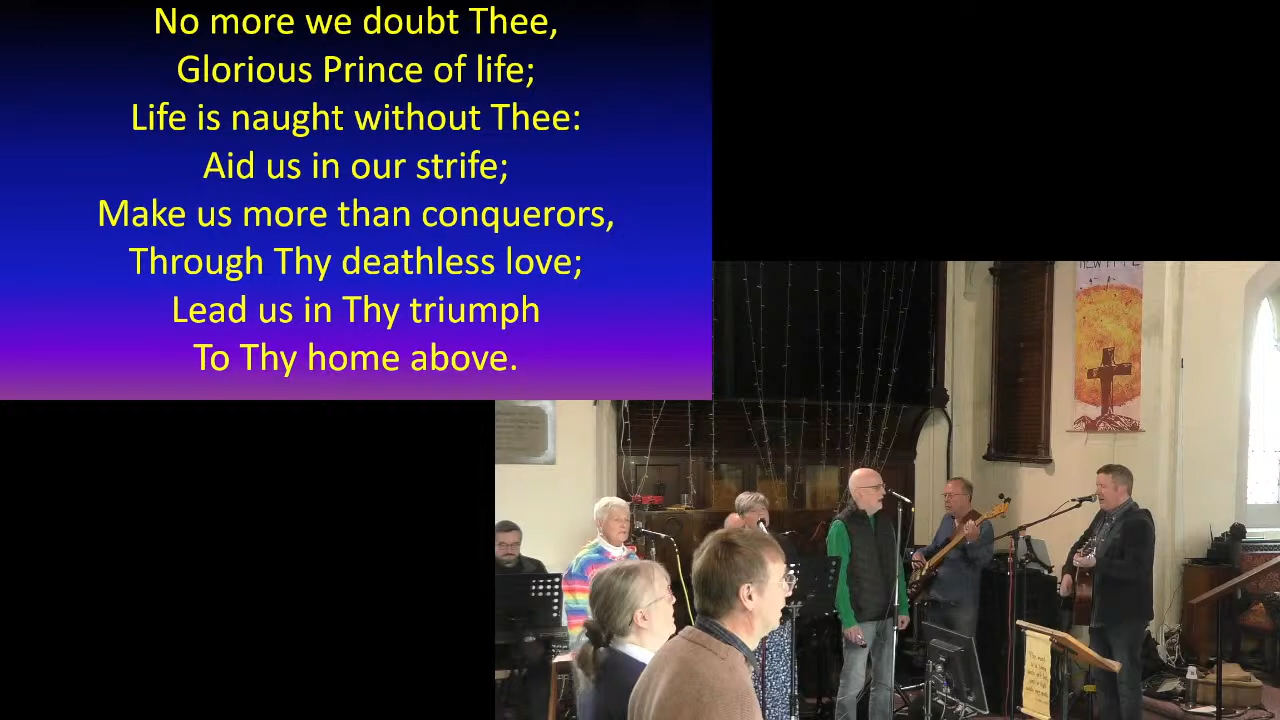 No more we doubt Thee,
Glorious Prince of life;
Life is naught without Thee:
Aid us in our strife;
Make us more than conquerors,
Through Thy deathless love;
Lead us in Thy triumph
To Thy home above.